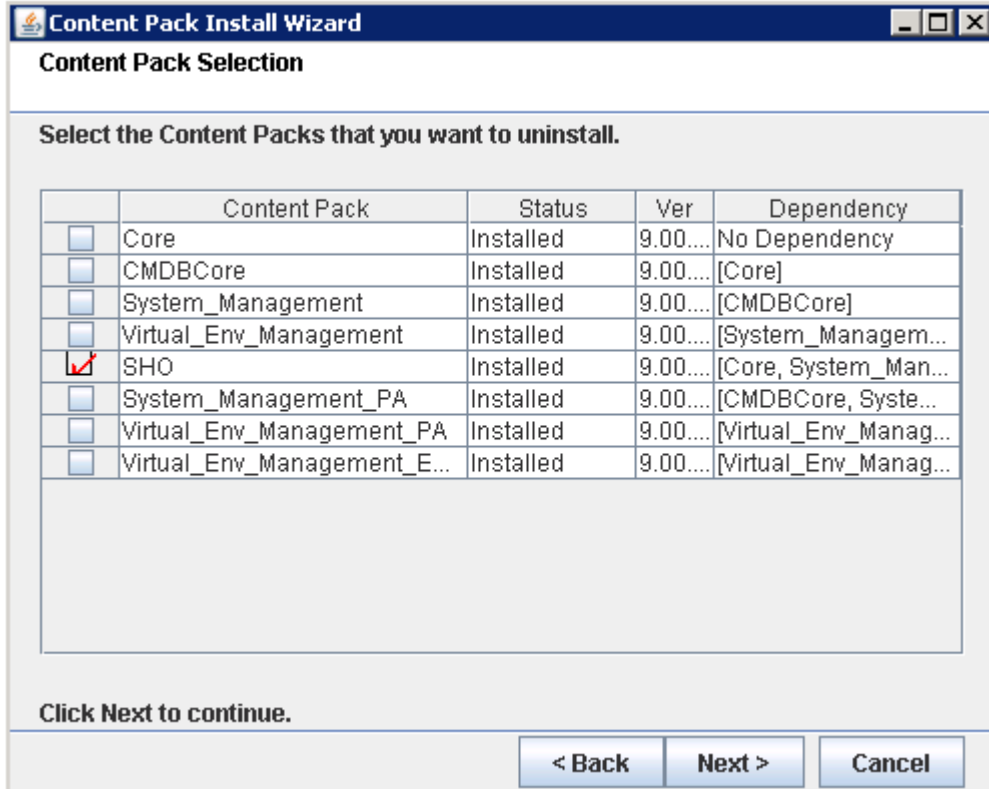 Content Pack Install Wizard
Content Pack Selection
Select the Content Packs that you want to uninstall.
Content Pack Status Ver Dependency
Core Installed 9.00.... No Dependency
CMDBCore Installed 9.00.... [Core]
System_Management Installed 9.00.... [CMDBCore]
Virtual_Env_Management Installed 9.00.... [System_Managem...
SHO Installed 9.00.... [Core, System_Man...
System_Management_PA Installed 9.00.... [CMDBCore, Syste...
Virtual_Env_Management_PA Installed 9.00.... [Virtual_Env_Manag...
Virtual_Env_Management_E... Installed 9.00.... [Virtual_Env_Manag...
Click Next to continue.
< Back Next > Cancel